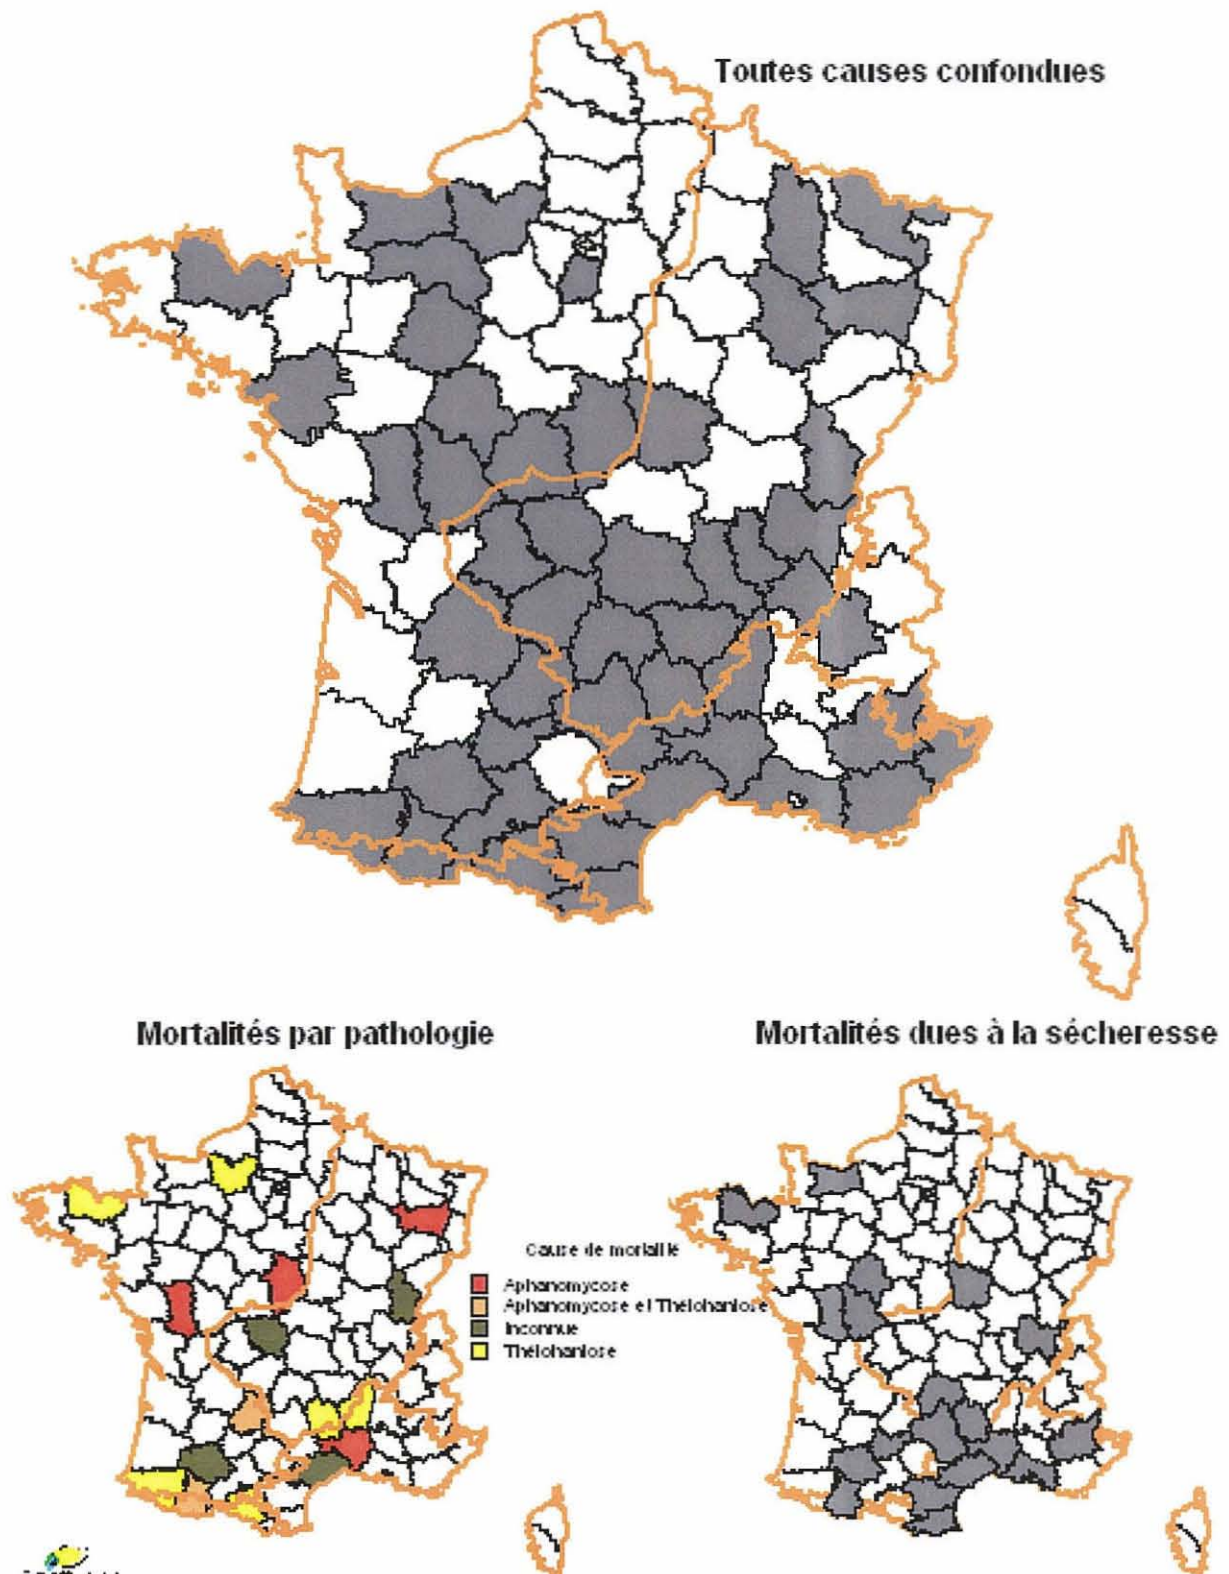 Toutes causes confondues
Mortalités par pathologie
Mortalités dues à la sécheresse
Cause de mortalité
Aphanomycose
Aphanomycose et Thélohaniose
Inconnue
Thélohaniose